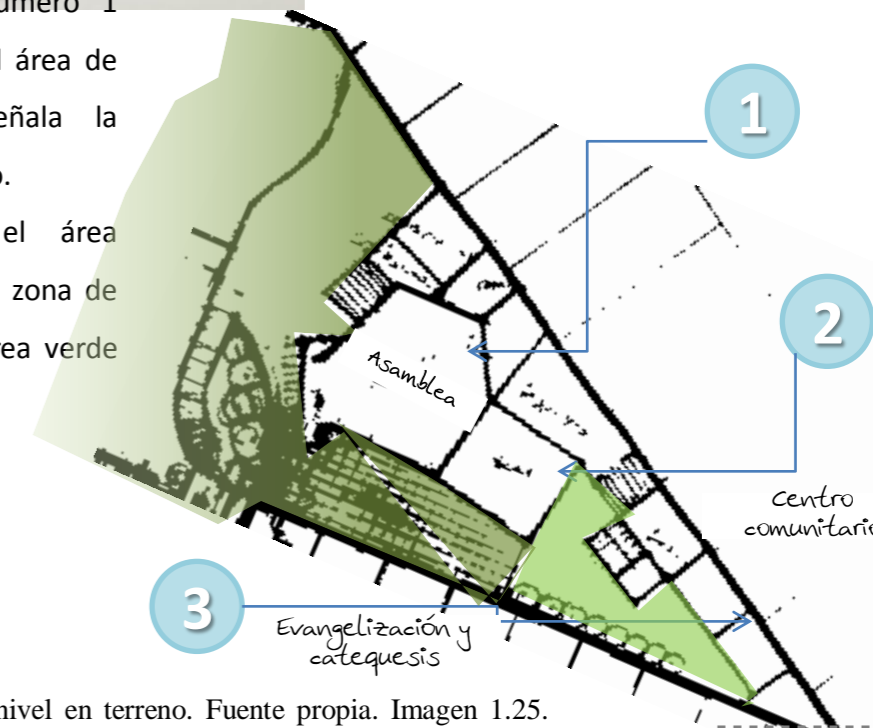 úmero 1
l área de
eñala la
o.
el área
zona de
rea verde
1
2
Asamblea
Centro
comunitario
3
Evangelización y
catequesis
nivel en terreno. Fuente propia. Imagen 1.25.